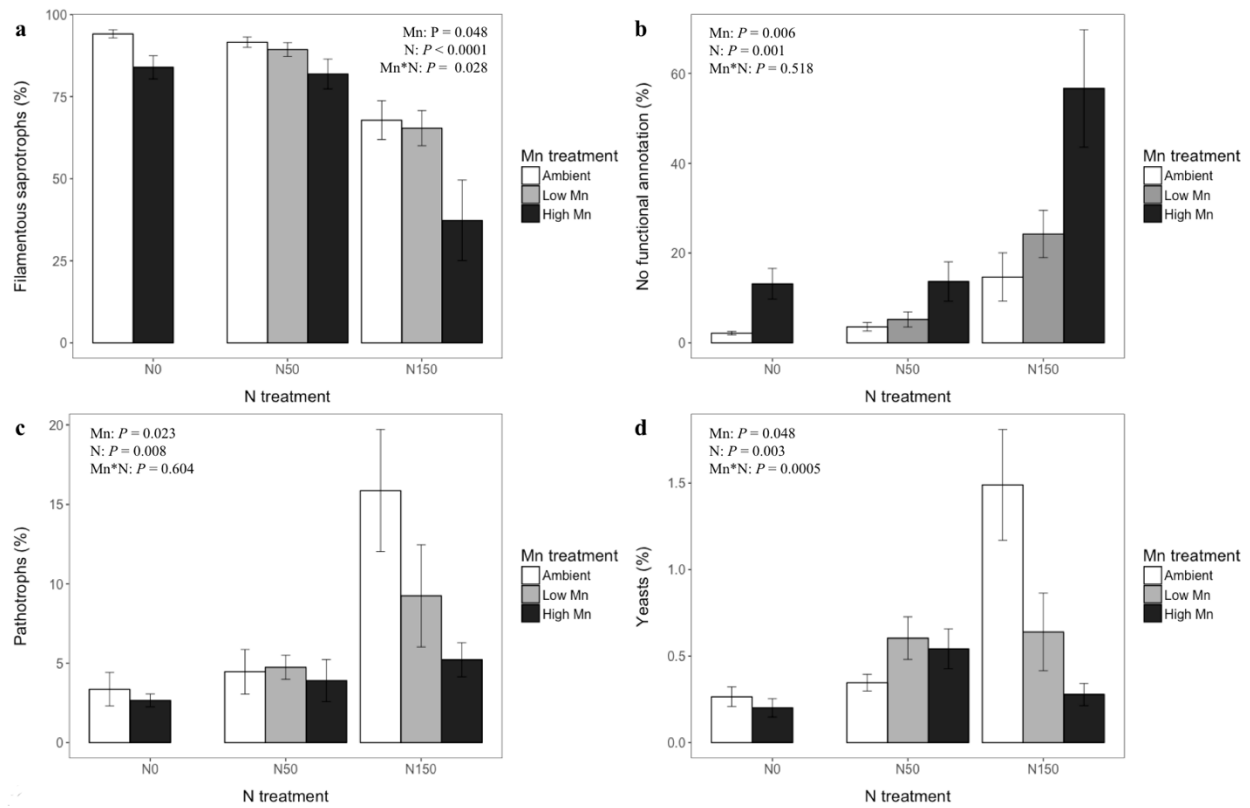 a
Mn: P = 0.048
N: P < 0.0001
Mn*N: P = 0.028
100
75
50
25
0
Filamentous saprotrophs (%)
N0
N50
N150
N treatment
Mn treatment
Ambient
Low Mn
High Mn
b
Mn: P = 0.006
N: P = 0.001
Mn*N: P = 0.518
60
40
20
0
No functional annotation (%)
N0
N50
N150
N treatment
Mn treatment
Ambient
Low Mn
High Mn
c
Mn: P = 0.023
N: P = 0.008
Mn*N: P = 0.604
20
15
10
5
0
Pathotrophs (%)
N0
N50
N150
N treatment
Mn treatment
Ambient
Low Mn
High Mn
d
Mn: P = 0.048
N: P = 0.003
Mn*N: P = 0.0005
1.5
1.0
0.5
0.0
Yeasts (%)
N0
N50
N150
N treatment
Mn treatment
Ambient
Low Mn
High Mn